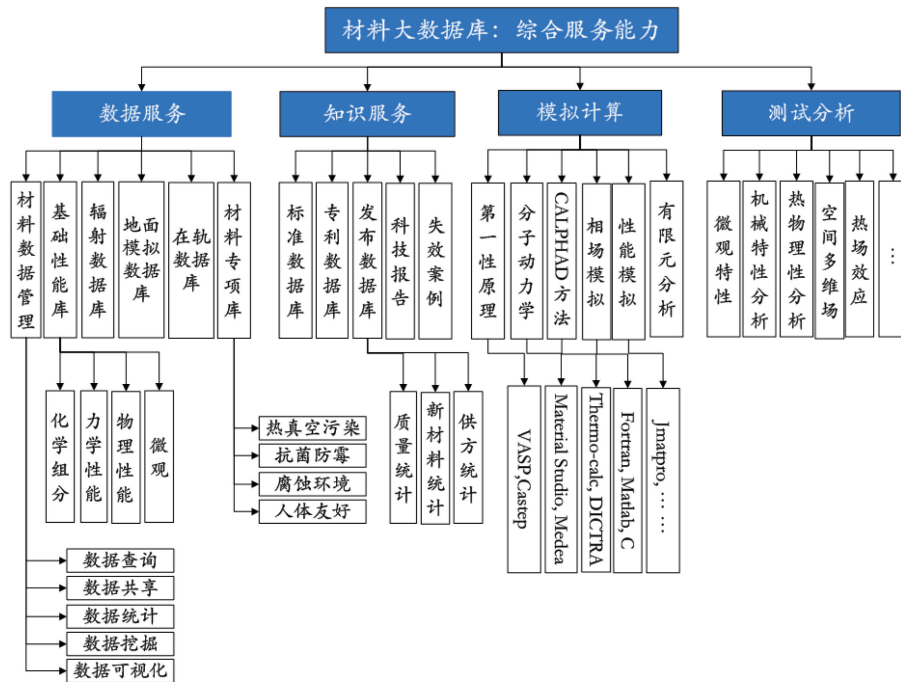 材料大数据库：综合服务能力
数据服务
知识服务
模拟计算
测试分析
材料数据管理
基础性能库
辐射数据库
地面模拟数据库
在轨数据库
材料专项库
标准数据库
专利数据库
发布数据库
科技报告
失效案例
第一性原理
分子动力学
CALPHAD方法
相场模拟
性能模拟
有限元分析
微观特性
机械特性分析
热物理性分析
空间多维场
热场效应
…
化学组分
力学性能
物理性能
微观
热真空污染
抗菌防霉
腐蚀环境
人体友好
质量统计
新材料统计
供方统计
VASP,Castep
Material Studio, Medea
Thermo-calc, DICTRA
Fortran, Matlab, C
Jmatpro, … …
数据查询
数据共享
数据统计
数据挖掘
数据可视化